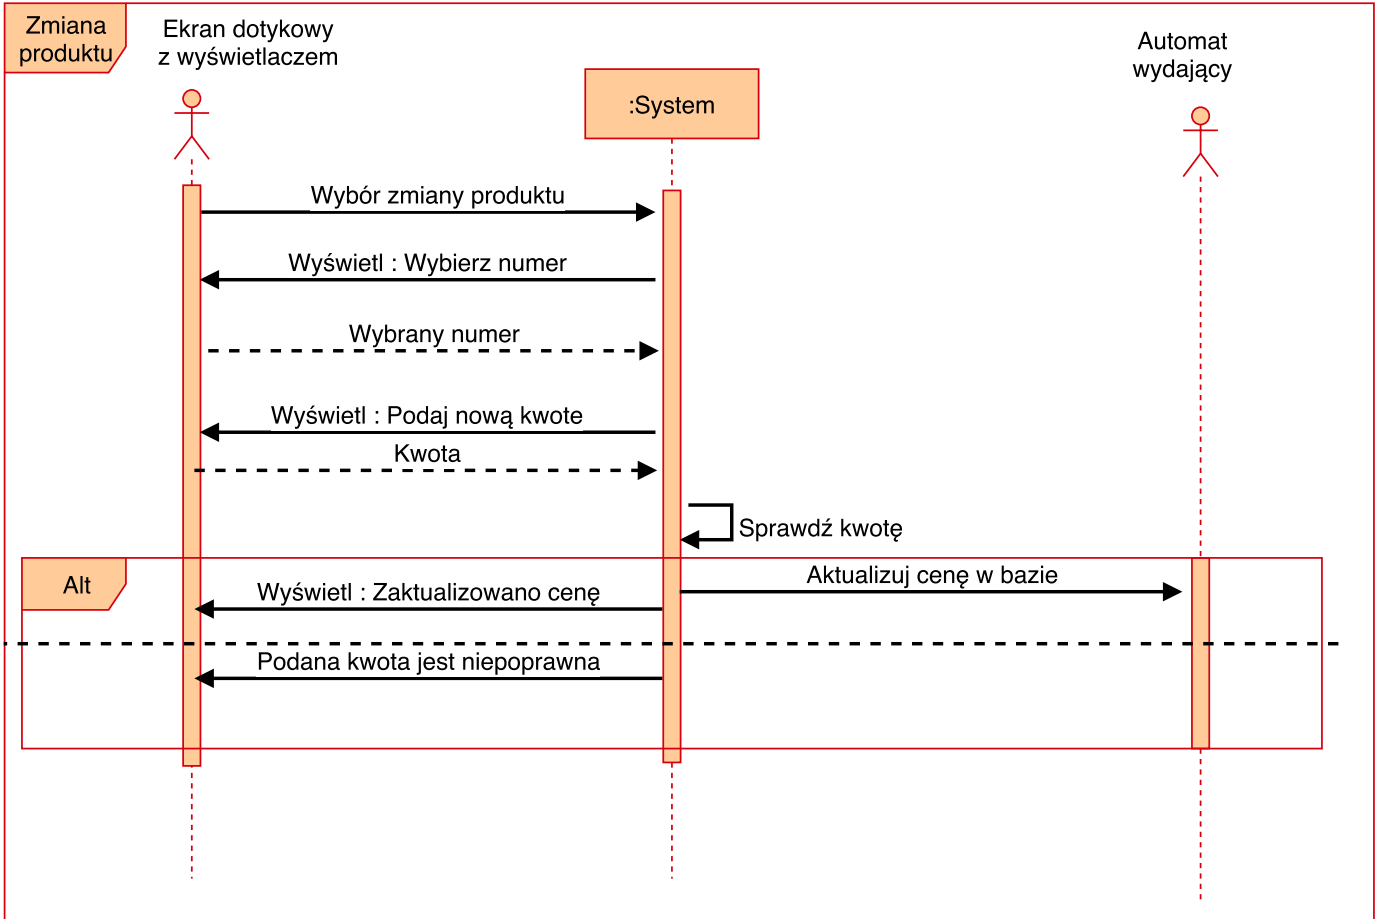 Zmiana
produktu
Ekran dotykowy
z wyświetlaczem
:System
Automat
wydający
Wybór zmiany produktu
Wyświetl : Wybierz numer
Wybrany numer
Wyświetl : Podaj nową kwote
Kwota
Sprawdź kwotę
Alt
Aktualizuj cenę w bazie
Wyświetl : Zaktualizowano cenę
Podana kwota jest niepoprawna